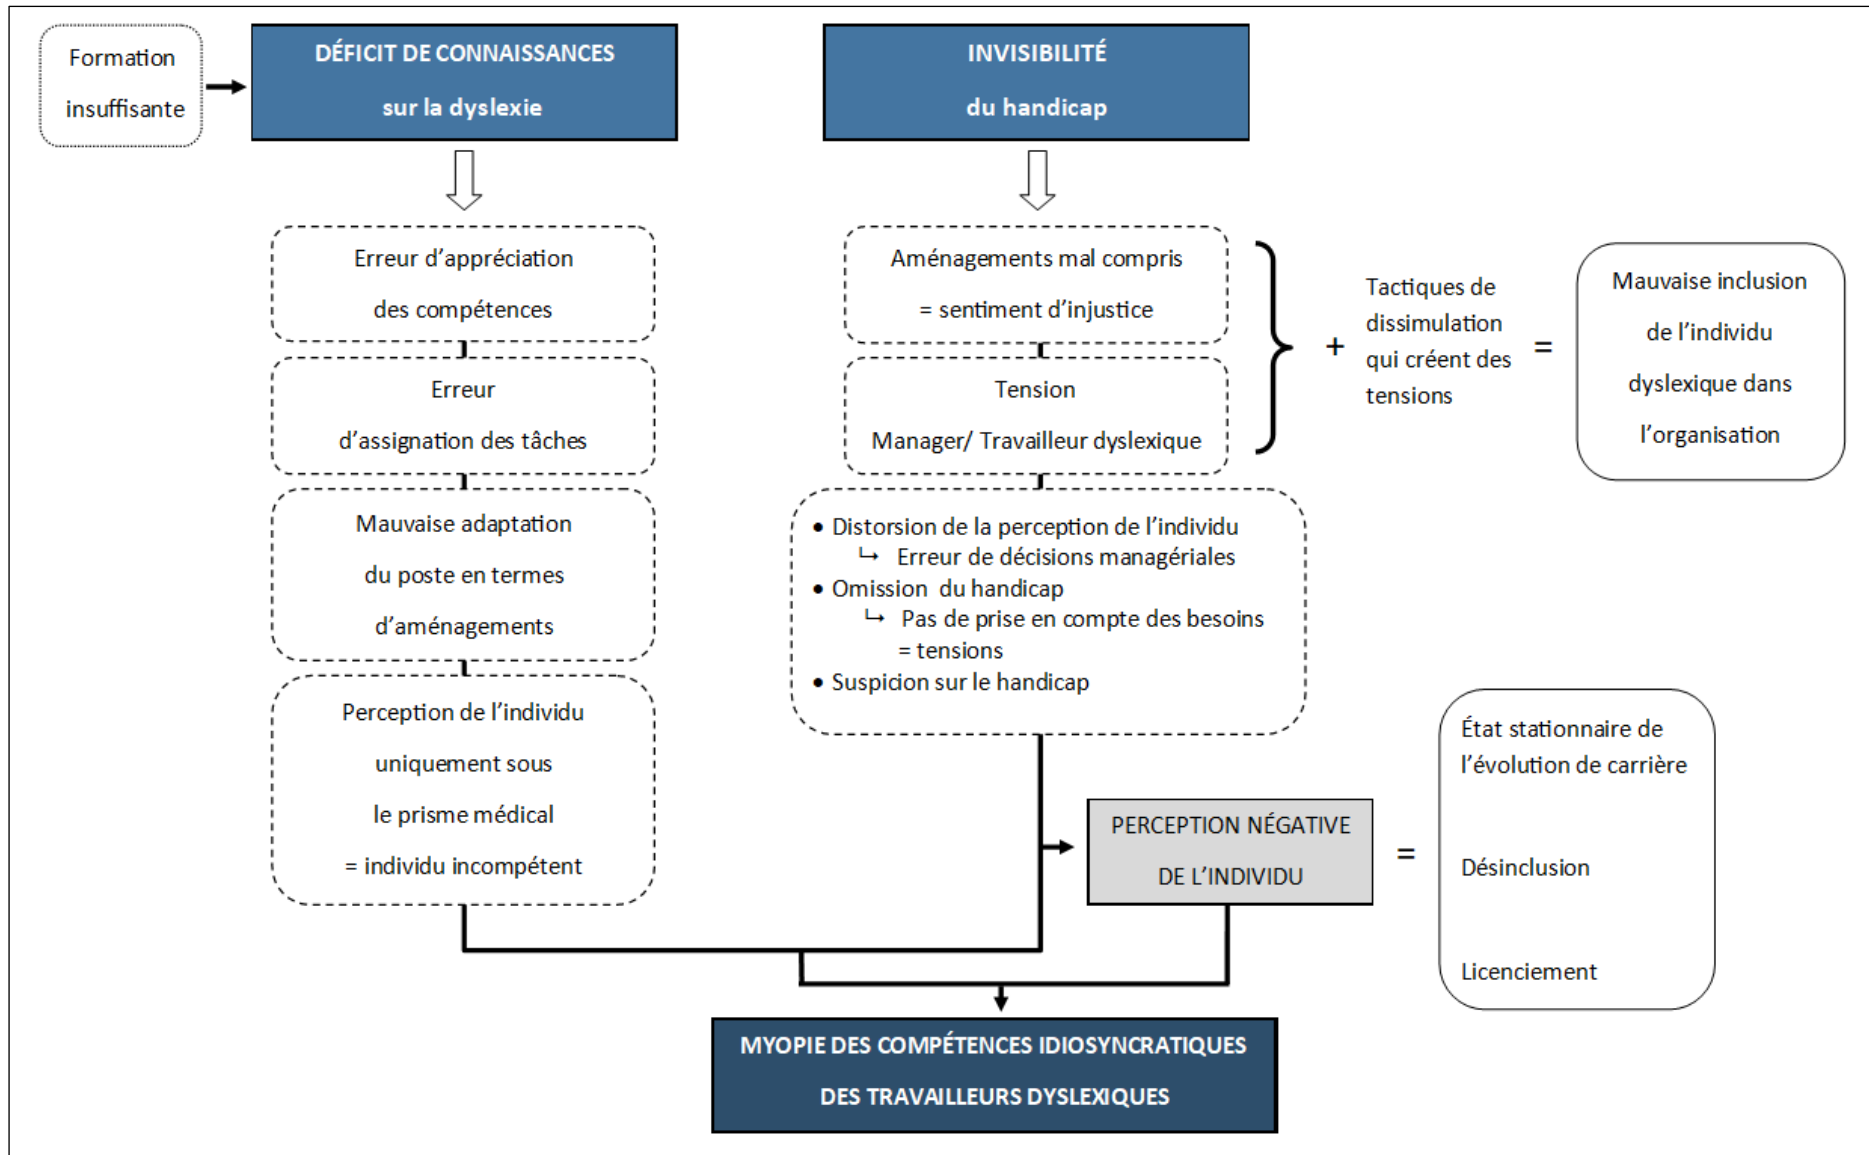 Formation
insuffisante
DÉFICIT DE CONNAISSANCES
sur la dyslexie
INVISIBILITÉ
du handicap
Erreur d’appréciation
des compétences
Erreur
d’assignation des tâches
Mauvaise adaptation
du poste en termes
d’aménagements
Perception de l’individu
uniquement sous
le prisme médical
= individu incompétent
Aménagements mal compris
= sentiment d’injustice
Tension
Manager/ Travailleur dyslexique
• Distorsion de la perception de l’individu
↳ Erreur de décisions managériales
• Omission du handicap
↳ Pas de prise en compte des besoins
= tensions
• Suspicion sur le handicap
+
Tactiques de
dissimulation
qui créent des
tensions
=
Mauvaise inclusion
de l’individu
dyslexique dans
l’organisation
PERCEPTION NÉGATIVE
DE L’INDIVIDU
=
État stationnaire de
l’évolution de carrière
Désinclusion
Licenciement
MYOPIE DES COMPÉTENCES IDIOSYNCRATIQUES
DES TRAVAILLEURS DYSLEXIQUES